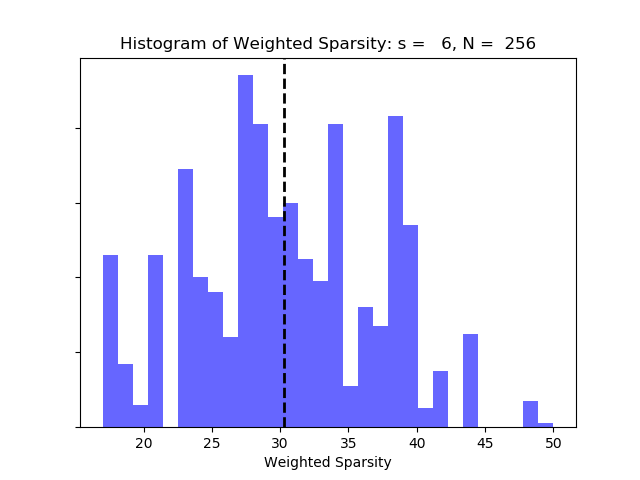 Histogram of Weighted Sparsity: s =   6, N =  256
20 25 30 35 40 45 50
Weighted Sparsity